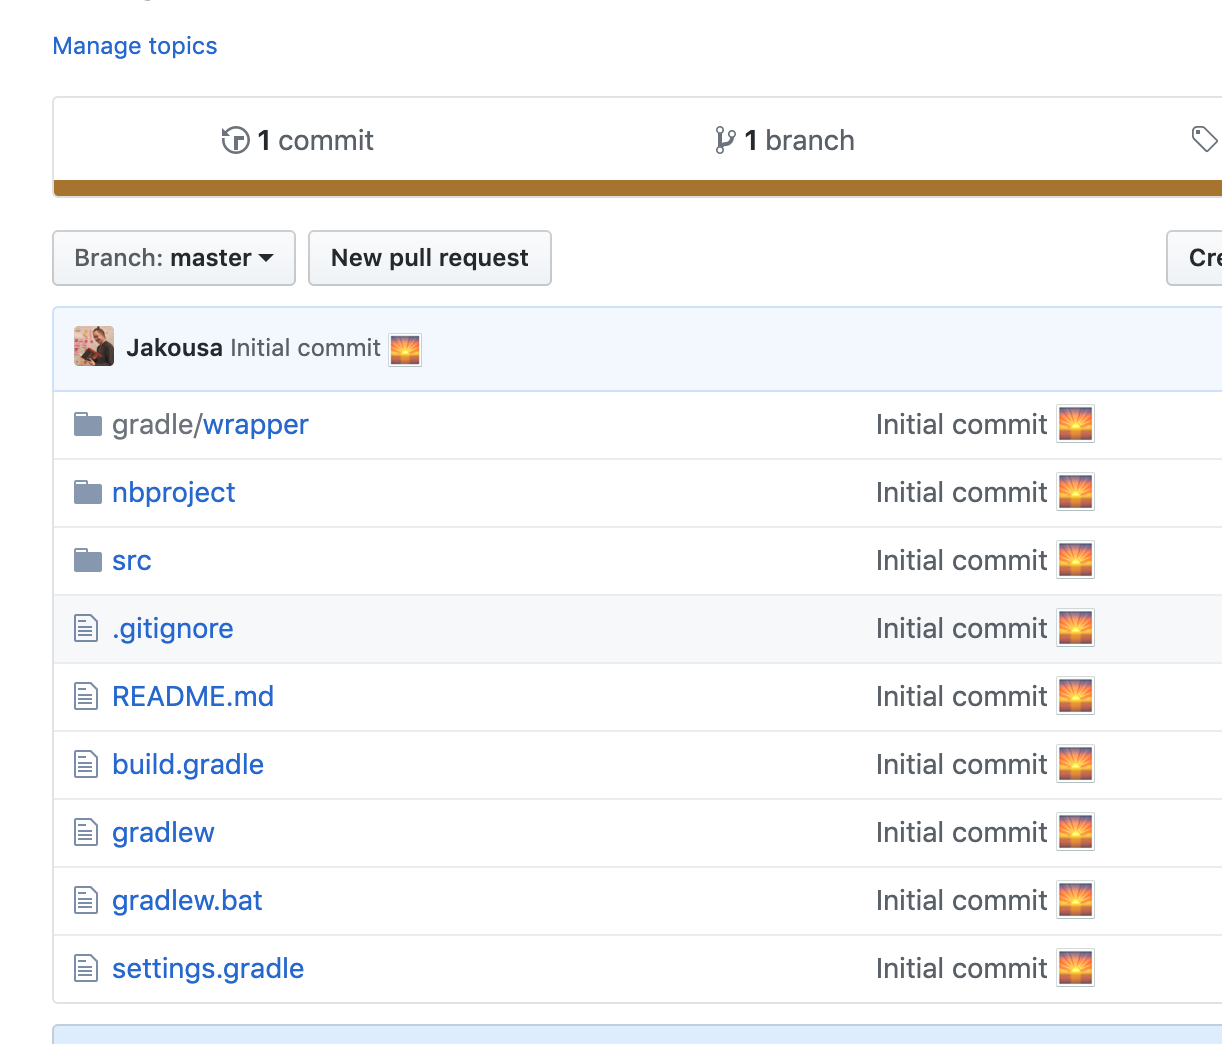 Manage topics
1 commit
1 branch
Branch: master
New pull request
Cre
Jakousa Initial commit
gradle/wrapper Initial commit
nbproject Initial commit
src Initial commit
.gitignore Initial commit
README.md Initial commit
build.gradle Initial commit
gradlew Initial commit
gradlew.bat Initial commit
settings.gradle Initial commit